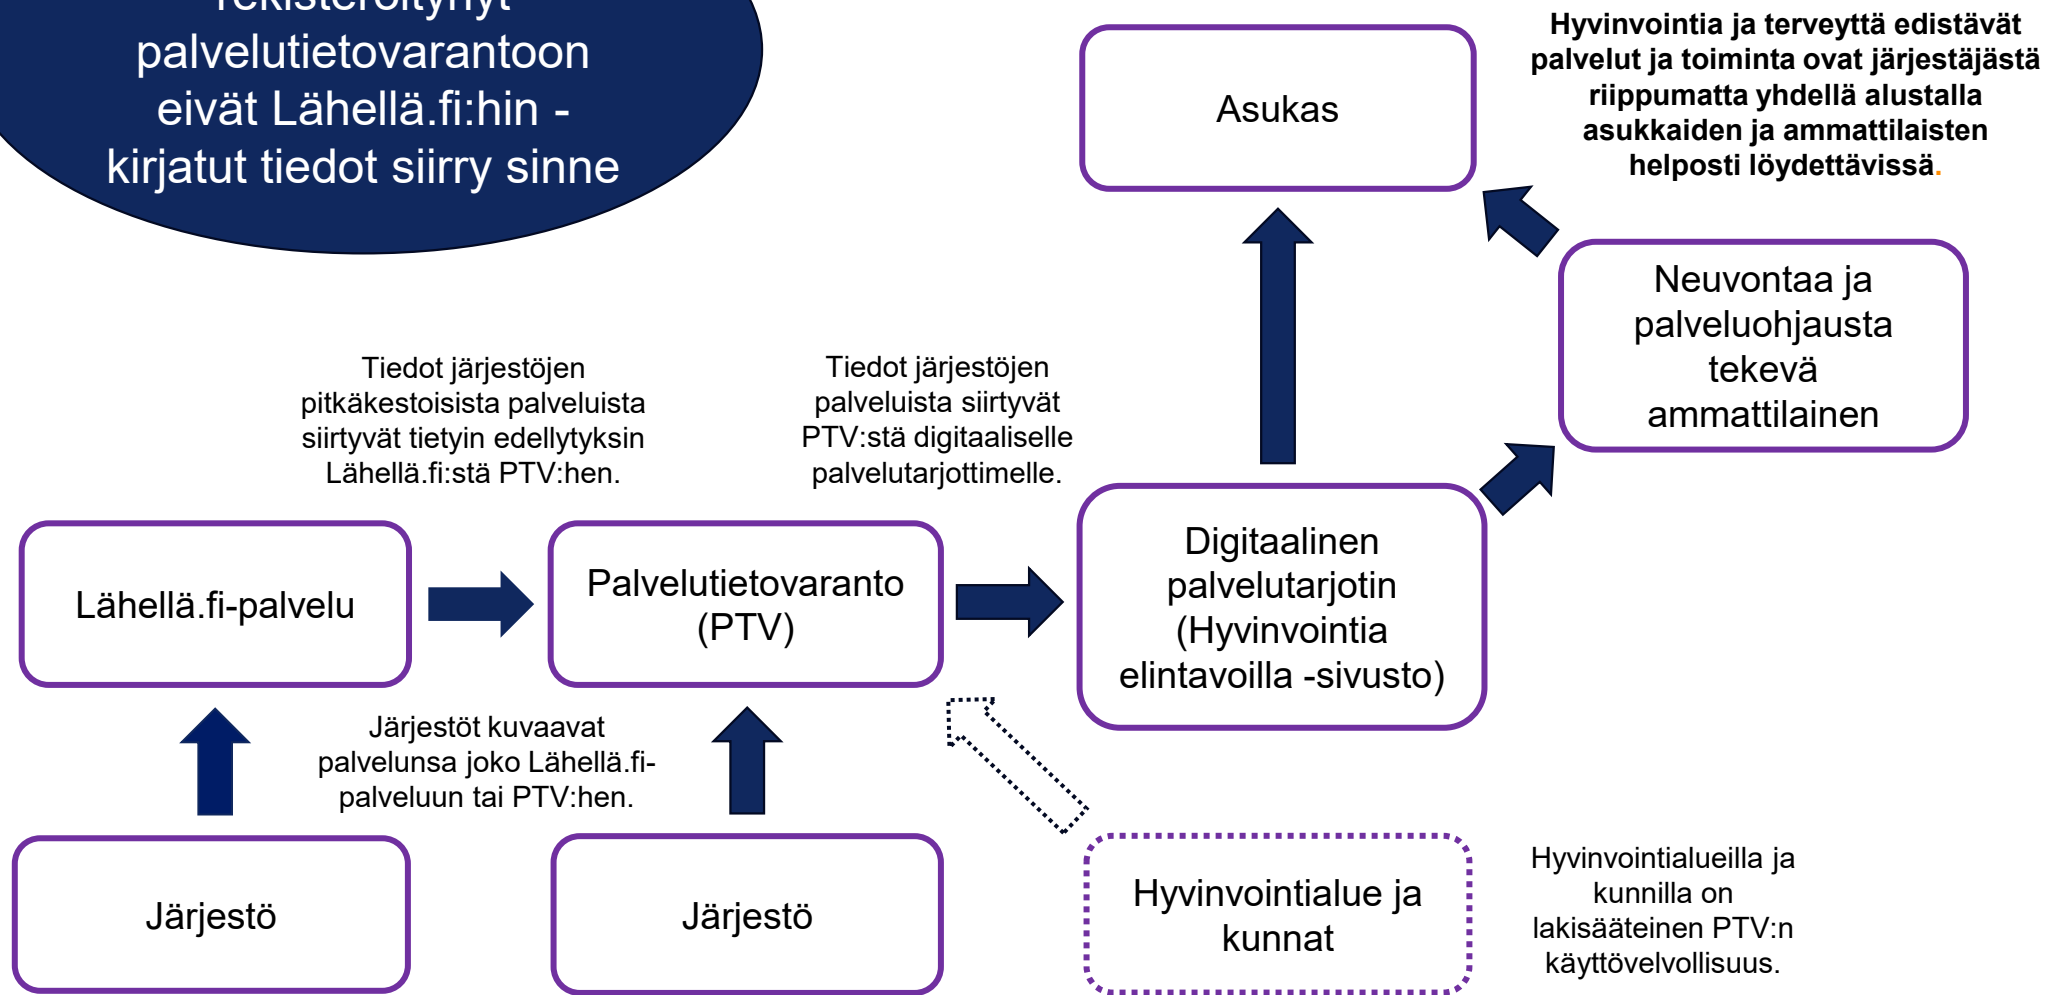 rekisteröitynyt
palvelutietovarantoon
eivät Lähellä.fi:hin -
kirjatut tiedot siirry sinne
Asukas
Hyvinvointia ja terveyttä edistävät
palvelut ja toiminta ovat järjestäjästä
riippumatta yhdellä alustalla
asukkaiden ja ammattilaisten
helposti löydettävissä.
Neuvontaa ja
palveluohjausta
tekevä
ammattilainen
Tiedot järjestöjen
pitkäkestoisista palveluista
siirtyvät tietyin edellytyksin
Lähellä.fi:stä PTV:hen.
Tiedot järjestöjen
palveluista siirtyvät
PTV:stä digitaaliselle
palvelutarjottimelle.
Lähellä.fi-palvelu
Palvelutietovaranto
(PTV)
Digitaalinen
palvelutarjotin
(Hyvinvointia
elintavoilla -sivusto)
Järjestöt kuvaavat
palvelunsa joko Lähellä.fi-
palveluun tai PTV:hen.
Järjestö
Järjestö
Hyvinvointialue ja
kunnat
Hyvinvointialueilla ja
kunnilla on
lakisääteinen PTV:n
käyttövelvollisuus.